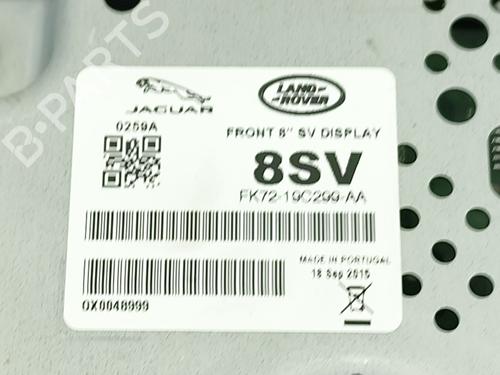 B-PARTS
JAGUAR
LAND-
ROVER
0259A
FRONT 8" SV DISPLAY
8SV
FK72-19C299-AA
MADE IN PORTUGAL
18 Sep 2015
OX0048999